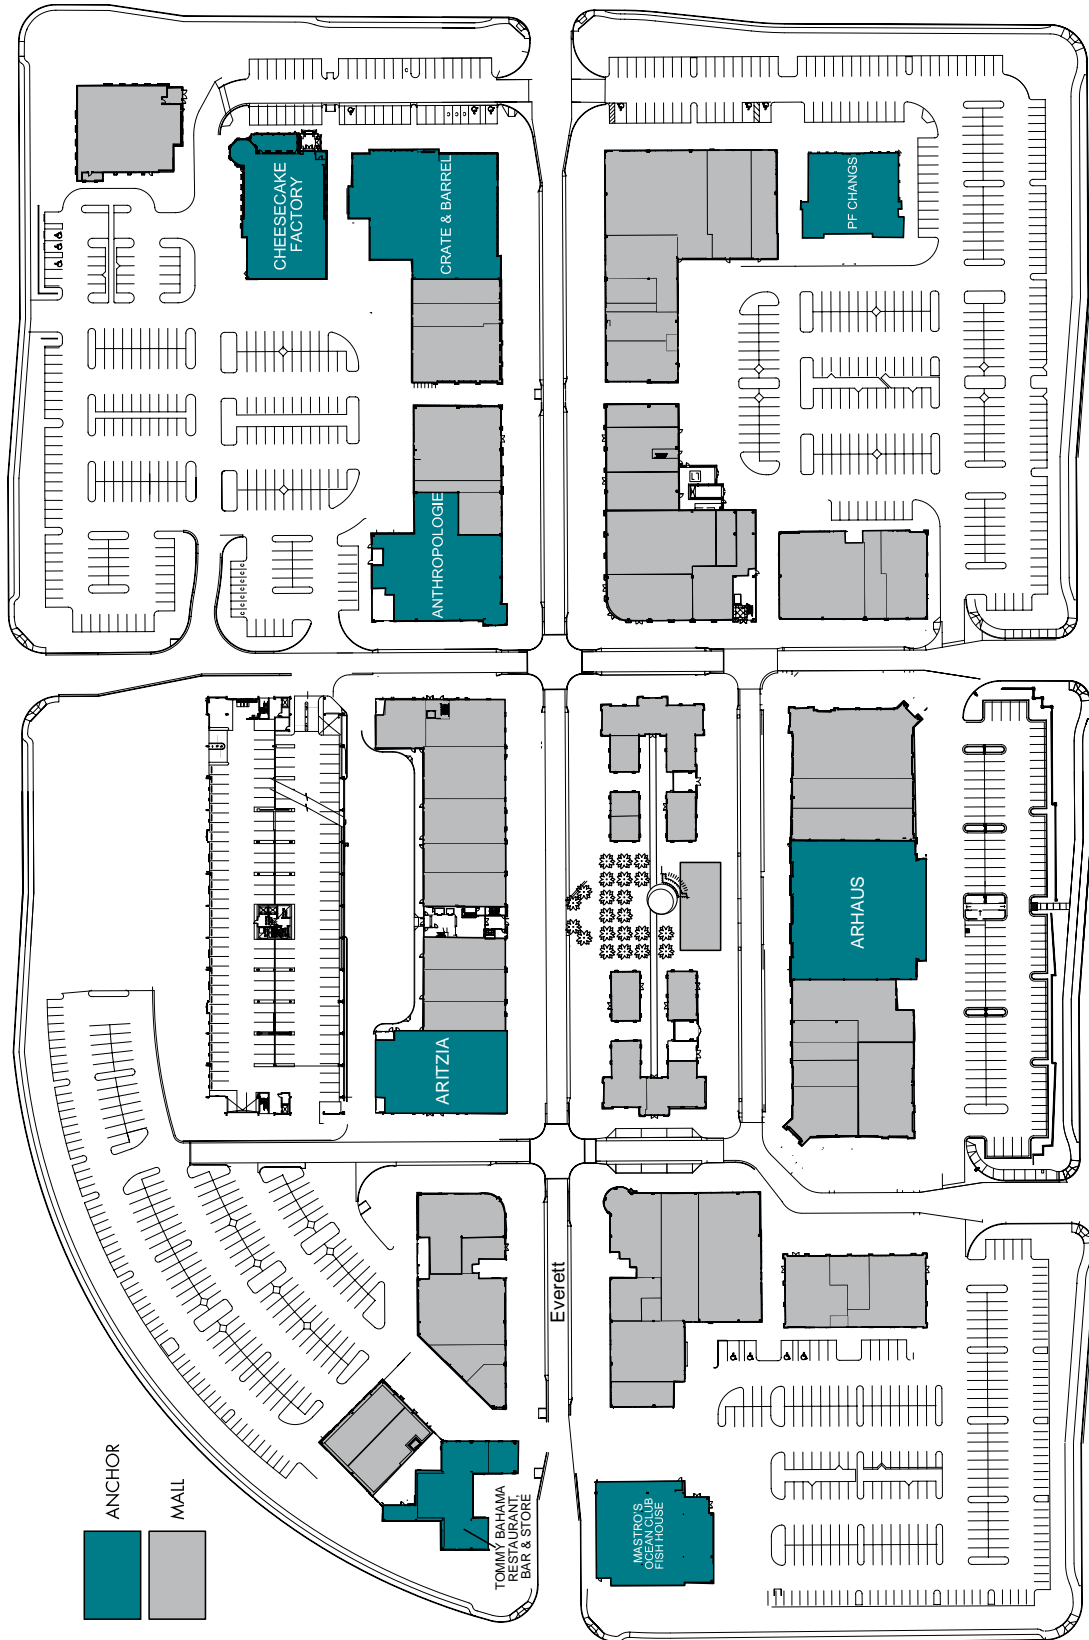 CHEESECAKE
FACTORY
CRATE & BARREL
PF CHANGS
ANTHROPOLOGIE
ARHAUS
ARITZIA
Everett
TOMMY BAHAMA
RESTAURANT,
BAR & STORE
MASTRO'S
OCEAN CLUB
FISH HOUSE
ANCHOR
MALL